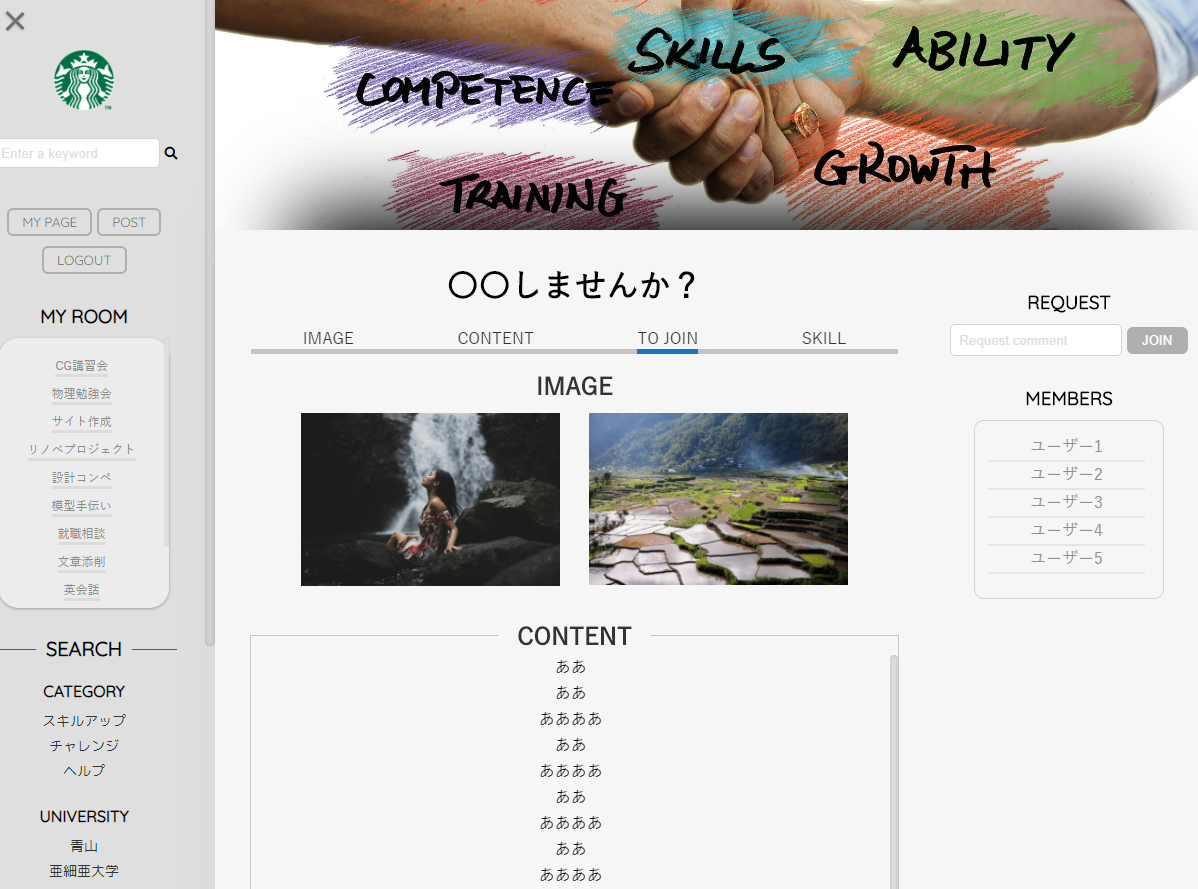 Enter a keyword
MY PAGE
POST
LOGOUT
MY ROOM
CG講習会
物理勉強会
サイト作成
リノベプロジェクト
設計コンペ
模型手伝い
就職相談
文章添削
英会話
SEARCH
CATEGORY
スキルアップ
チャレンジ
ヘルプ
UNIVERSITY
青山
亜細亜大学
SKILLS
ABILITY
COMPETENCE
GROWTH
TRAINING
〇〇しませんか？
IMAGE
CONTENT
TO JOIN
SKILL
IMAGE
CONTENT
ああ
ああ
ああああ
ああ
ああああ
ああ
ああああ
ああ
ああああ
REQUEST
Request comment
JOIN
MEMBERS
ユーザー1
ユーザー2
ユーザー3
ユーザー4
ユーザー5